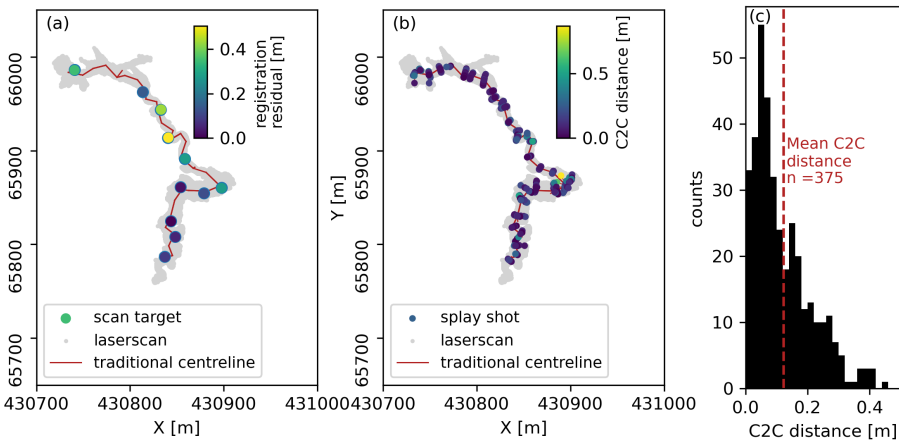 (a)
0.4
0.2
0.0
registration
residual [m]
66000
65900
65800
65700
scan target
laserscan
traditional centreline
430700
430800
430900
431000
X [m]
(b)
0.5
0.0
C2C distance [m]
Y [m]
66000
65900
65800
65700
splay shot
laserscan
traditional centreline
430700
430800
430900
431000
X [m]
(c)
50
40
30
20
10
0
counts
Mean C2C
distance
n =375
0.0
0.2
0.4
C2C distance [m]